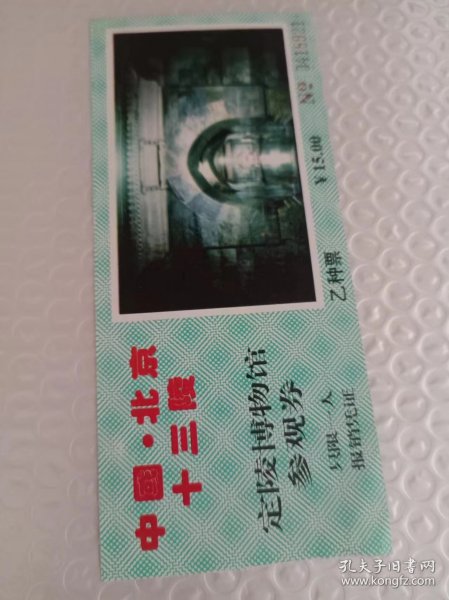 中國·北京
十三陵
定陵博物馆
参观券
只限一人
报销凭证
乙种票
￥15.00
№
孔夫子旧书网
www.kongfz.com